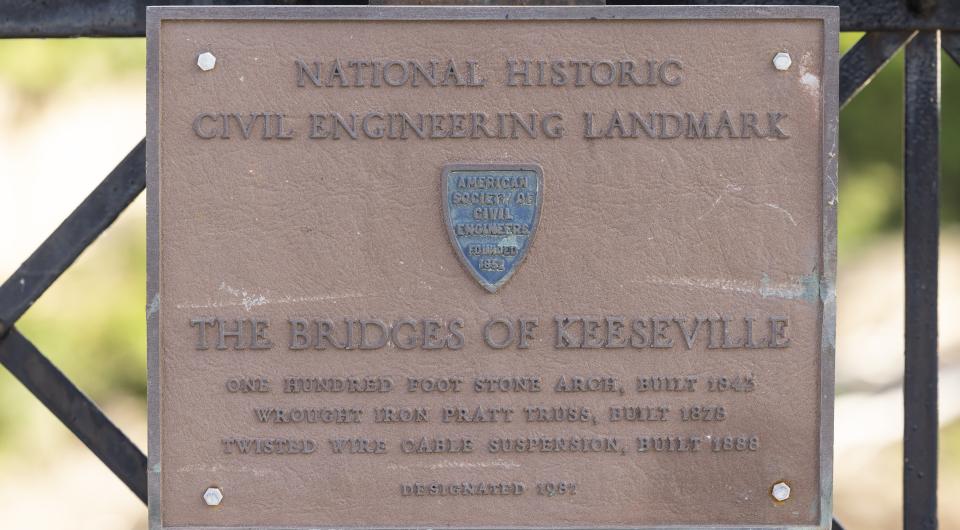 NATIONAL HISTORIC
CIVIL ENGINEERING LANDMARK
AMERICAN
SOCIETY OF
CIVIL
ENGINEERS
FOUNDED
1852
THE BRIDGES OF KEESEVILLE
ONE HUNDRED FOOT STONE ARCH, BUILT 1843
WROUGHT IRON PRATT TRUSS, BUILT 1878
TWISTED WIRE CABLE SUSPENSION, BUILT 1888
DESIGNATED 1987